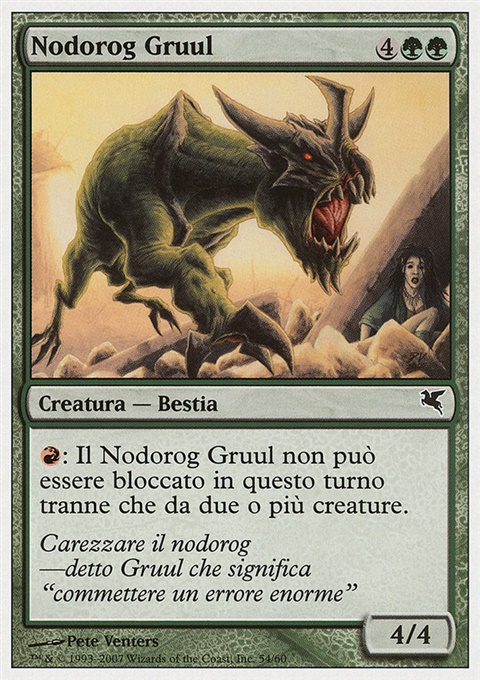 Nodorog Gruul 4
Creatura — Bestia
: Il Nodorog Gruul non può
essere bloccato in questo turno
tranne che da due o più creature.
Carezzare il nodorog
—detto Gruul che significa
“commettere un errore enorme”
Pete Venters
4/4
™ & © 1993–2007 Wizards of the Coast, Inc. 54/60